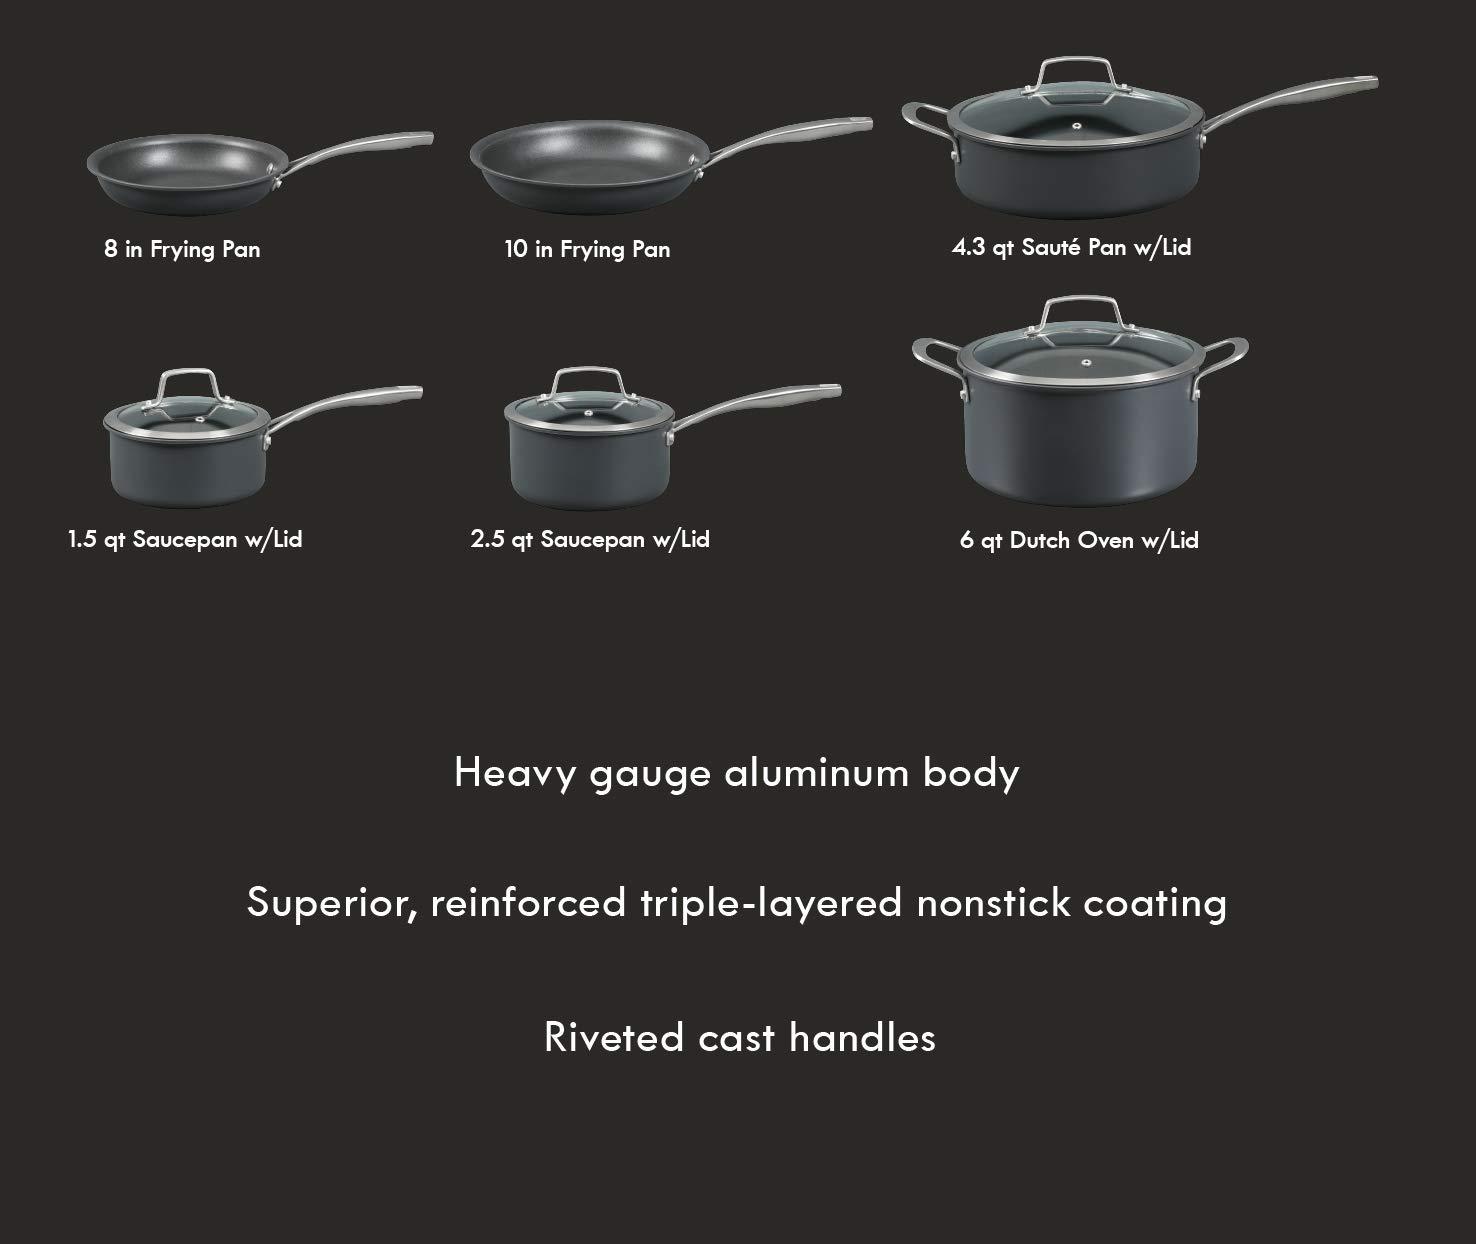 8 in Frying Pan
10 in Frying Pan
4.3 qt Sauté Pan w/Lid
1.5 qt Saucepan w/Lid
2.5 qt Saucepan w/Lid
6 qt Dutch Oven w/Lid
Heavy gauge aluminum body
Superior, reinforced triple-layered nonstick coating
Riveted cast handles